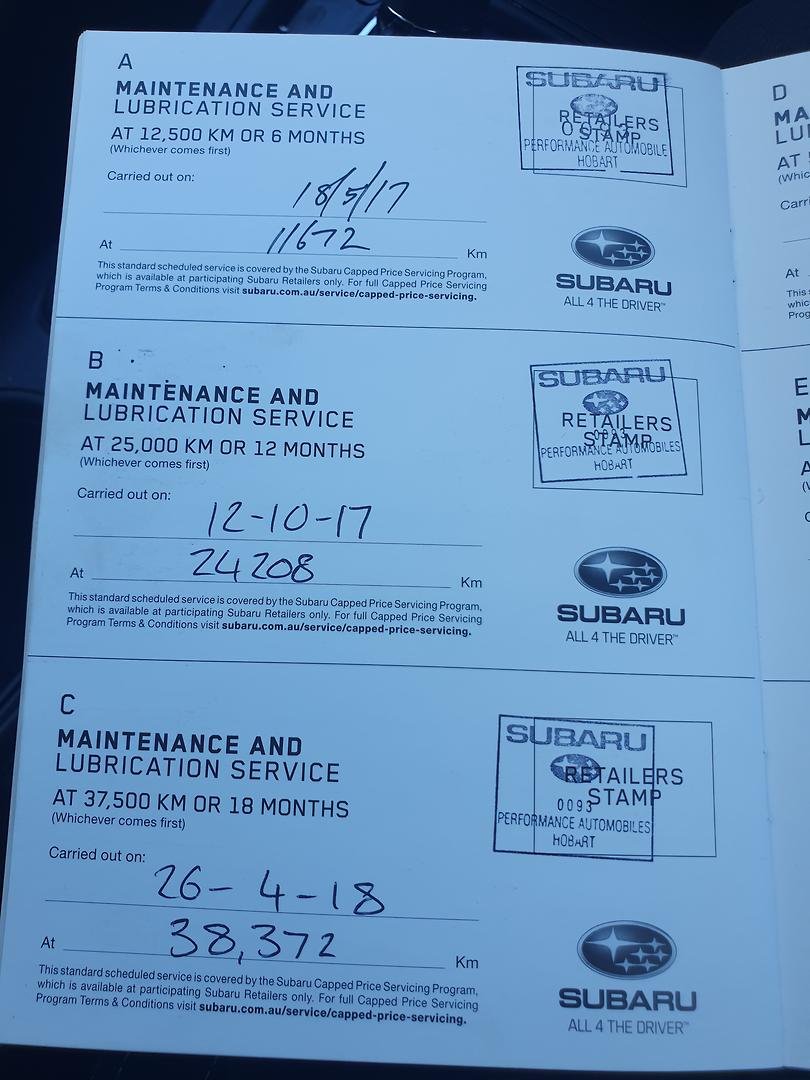 A
MAINTENANCE AND
LUBRICATION SERVICE
AT 12,500 KM OR 6 MONTHS
(Whichever comes first)
Carried out on:
18/5/17
At 11672 Km
This standard scheduled service is covered by the Subaru Capped Price Servicing Program,
which is available at participating Subaru Retailers only. For full Capped Price Servicing
Program Terms & Conditions visit subaru.com.au/service/capped-price-servicing.
SUBARU
RETAILERS
STAMP
PERFORMANCE AUTOMOBILE
HOBART
SUBARU
ALL 4 THE DRIVER™
B
MAINTENANCE AND
LUBRICATION SERVICE
AT 25,000 KM OR 12 MONTHS
(Whichever comes first)
Carried out on:
12-10-17
At 24208 Km
This standard scheduled service is covered by the Subaru Capped Price Servicing Program,
which is available at participating Subaru Retailers only. For full Capped Price Servicing
Program Terms & Conditions visit subaru.com.au/service/capped-price-servicing.
SUBARU
RETAILERS
STAMP
PERFORMANCE AUTOMOBILES
HOBART
SUBARU
ALL 4 THE DRIVER™
C
MAINTENANCE AND
LUBRICATION SERVICE
AT 37,500 KM OR 18 MONTHS
(Whichever comes first)
Carried out on:
26-4-18
At 38,372 Km
This standard scheduled service is covered by the Subaru Capped Price Servicing Program,
which is available at participating Subaru Retailers only. For full Capped Price Servicing
Program Terms & Conditions visit subaru.com.au/service/capped-price-servicing.
SUBARU
RETAILERS
STAMP
0093
PERFORMANCE AUTOMOBILES
HOBART
SUBARU
ALL 4 THE DRIVER™
D
At
E